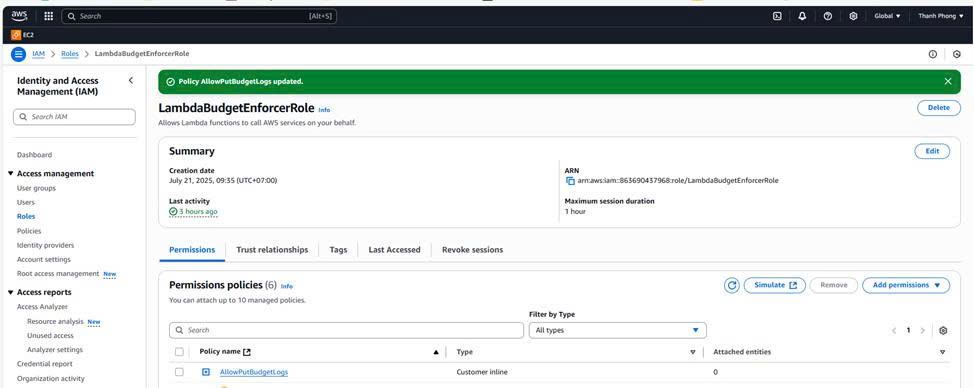 aws
Search [Alt+S] Global Thanh Phong
EC2
IAM Roles LambdaBudgetEnforcerRole
Identity and Access Management (IAM)
Search IAM
Dashboard
Access management
User groups
Users
Roles
Policies
Identity providers
Account settings
Root access management New
Access reports
Access Analyzer
Resource analysis New
Unused access
Analyzer settings
Credential report
Organization activity
Policy AllowPutBudgetLogs updated.
LambdaBudgetEnforcerRole Info
Delete
Allows Lambda functions to call AWS services on your behalf.
Summary
Edit
Creation date
July 21, 2025, 09:35 (UTC+07:00)
Last activity
3 hours ago
ARN
arn:aws:iam::863690437968:role/LambdaBudgetEnforcerRole
Maximum session duration
1 hour
Permissions Trust relationships Tags Last Accessed Revoke sessions
Permissions policies (6) Info
Simulate Remove Add permissions
You can attach up to 10 managed policies.
Filter by Type
Search All types 1
Policy name Type Attached entities
AllowPutBudgetLogs Customer inline 0